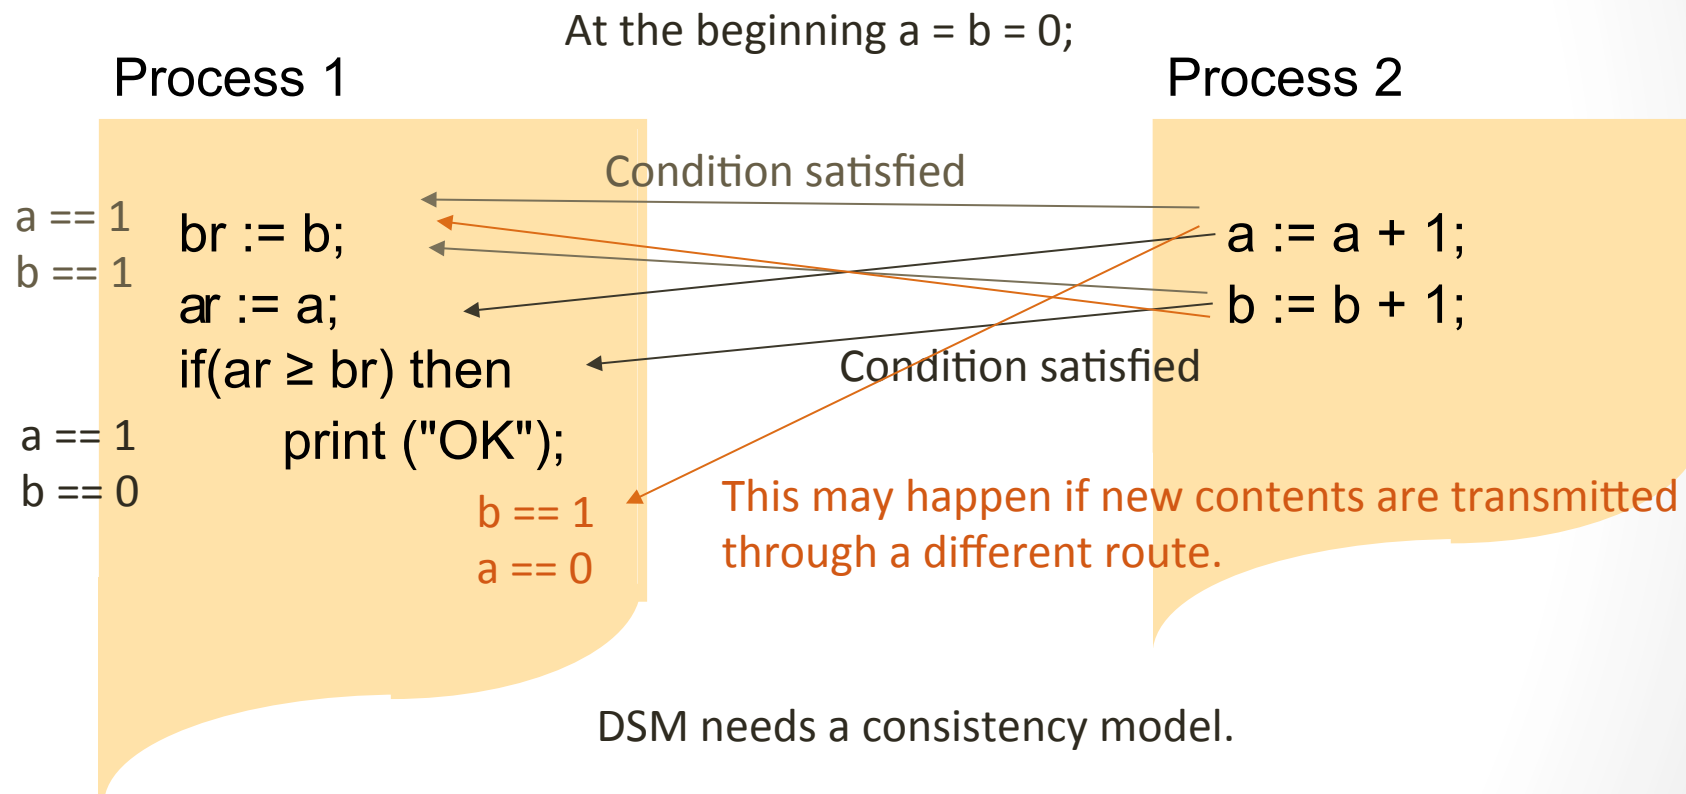 At the beginning a = b = 0;
Process 1
Process 2
Condition satisfied
a == 1
b == 1
br := b;
ar := a;
if(ar ≥ br) then
print ("OK");
a := a + 1;
b := b + 1;
Condition satisfied
a == 1
b == 0
b == 1
a == 0
This may happen if new contents are transmitted
through a different route.
DSM needs a consistency model.